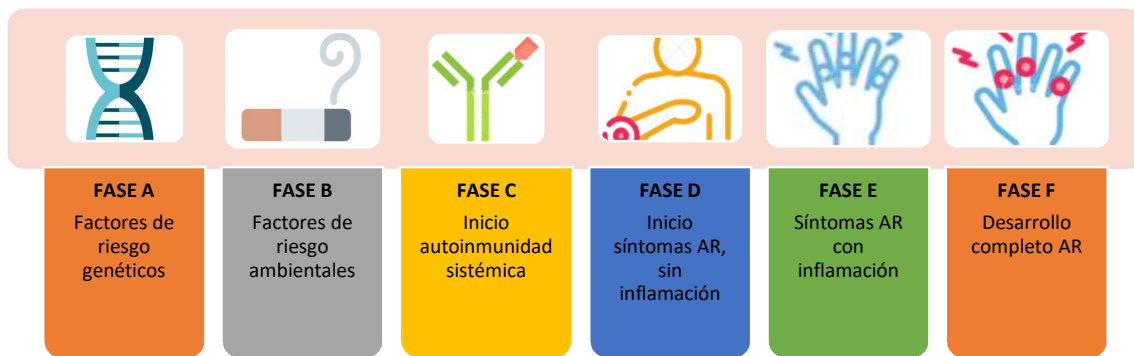 FASE A
Factores de
riesgo
genéticos
FASE B
Factores de
riesgo
ambientales
FASE C
Inicio
autoinmunidad
sistémica
FASE D
Inicio
síntomas AR,
sin
inflamación
FASE E
Síntomas AR
con
inflamación
FASE F
Desarrollo
completo AR